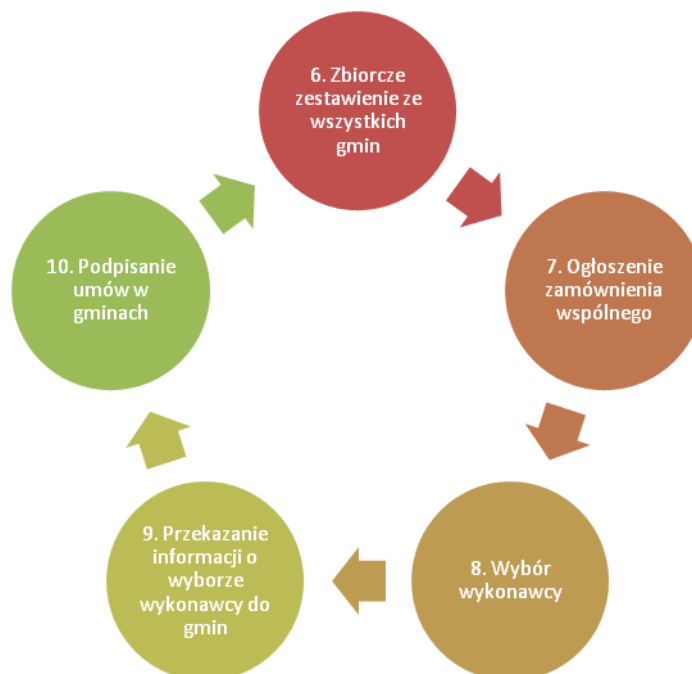 6. Zbiorcze
zestawienie ze
wszystkich
gmin
7. Ogłoszenie
zamównienia
wspólnego
8. Wybór
wykonawcy
9. Przekazanie
informacji o
wyborze
wykonawcy do
gmin
10. Podpisanie
umów w
gminach